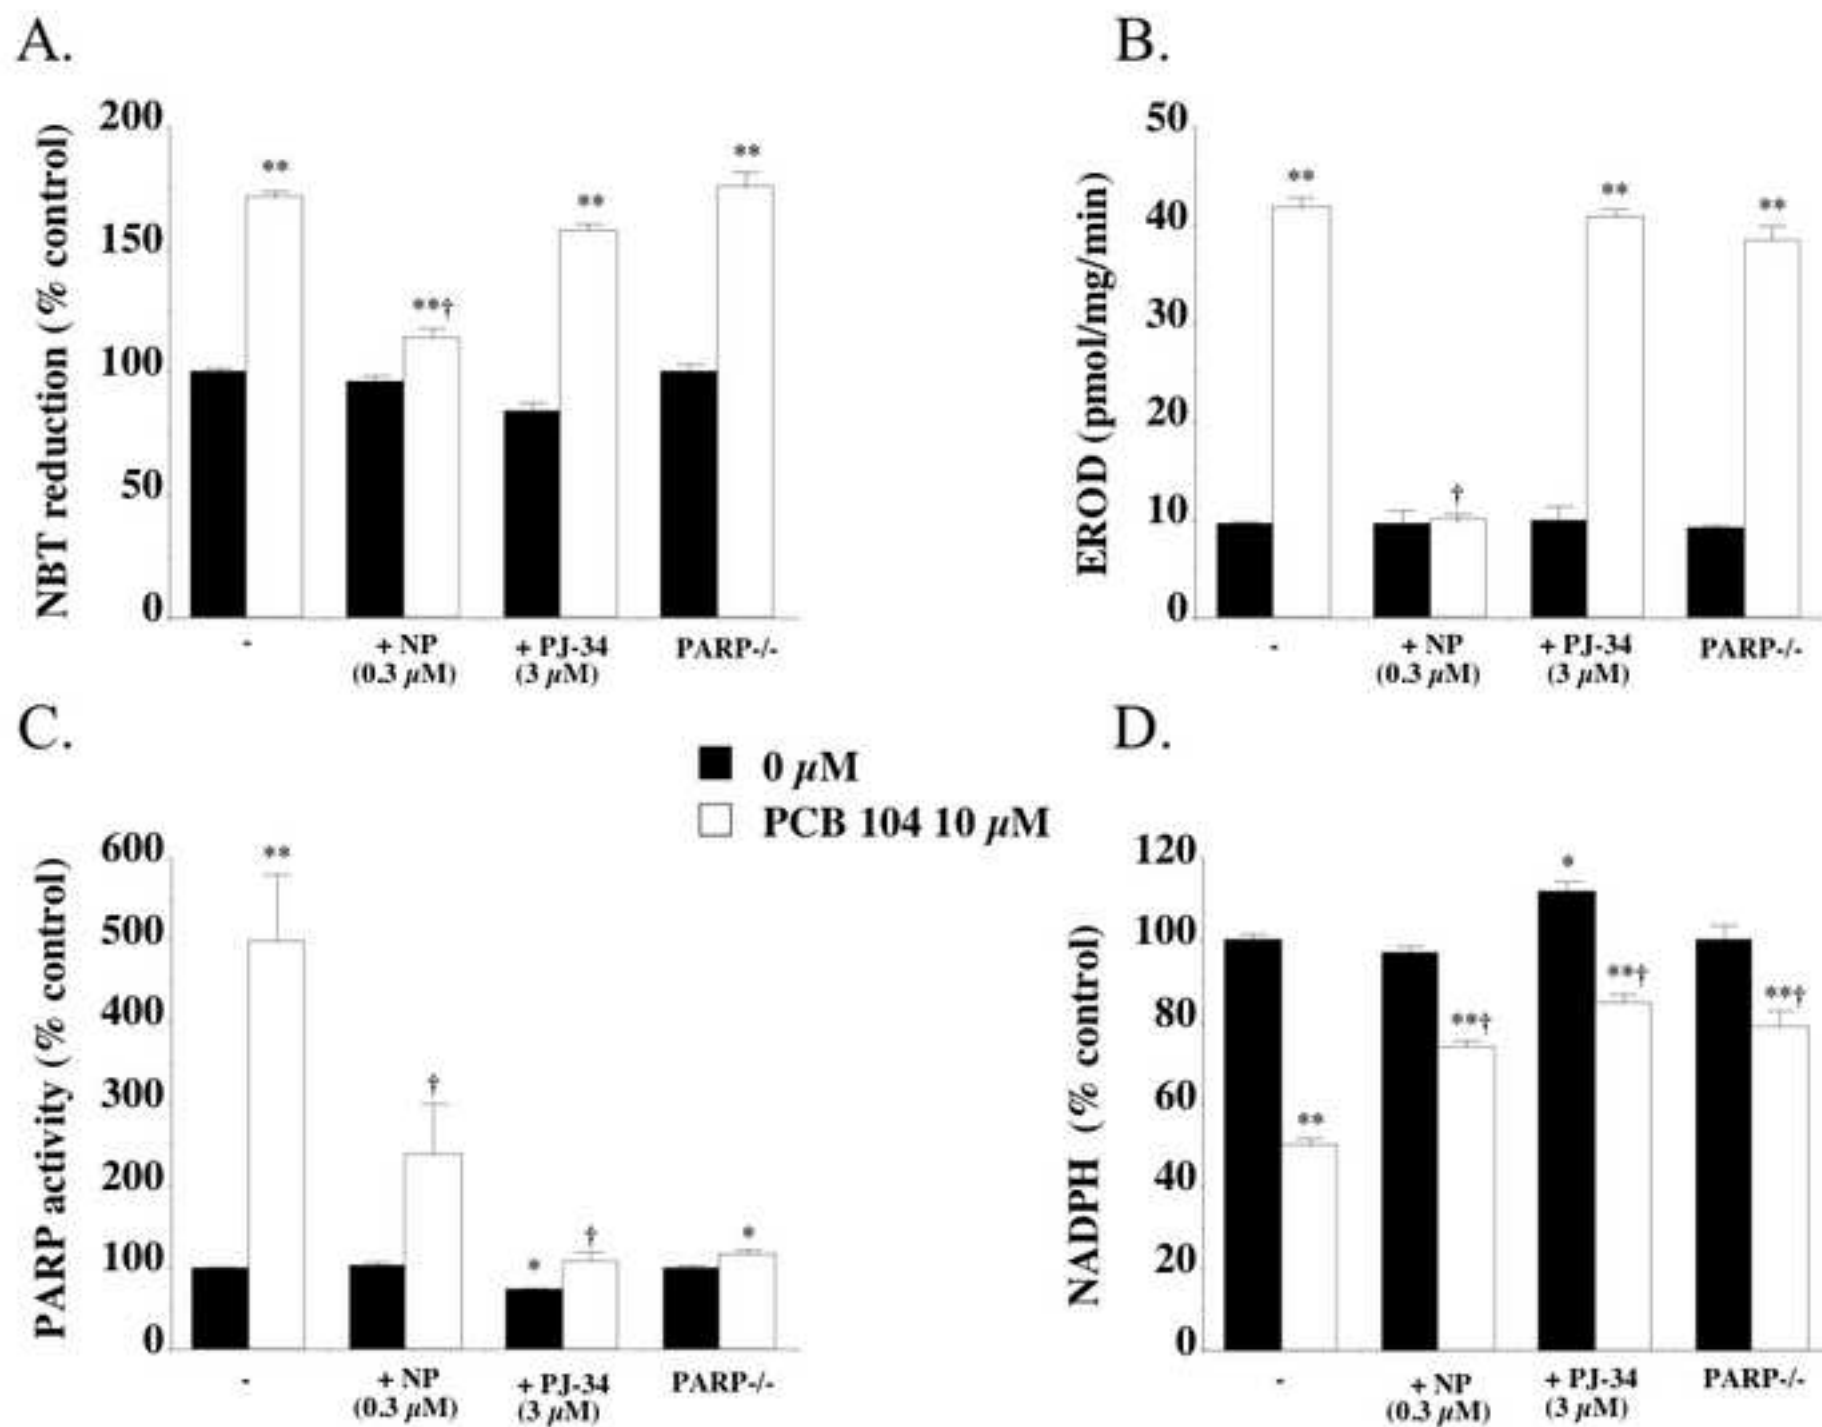 A.
NBT reduction (% control)
200
150
100
50
0
**
**†
**
**
-
+ NP
(0.3 µM)
+ PJ-34
(3 µM)
PARP-/-
B.
EROD (pmol/mg/min)
50
40
30
20
10
0
**
†
**
**
-
+ NP
(0.3 µM)
+ PJ-34
(3 µM)
PARP-/-
C.
0 µM
PCB 104 10 µM
PARP activity (% control)
600
500
400
300
200
100
0
**
†
*
†
*
-
+ NP
(0.3 µM)
+ PJ-34
(3 µM)
PARP-/-
D.
NADPH (% control)
120
100
80
60
40
20
0
**
**†
*
**†
**†
-
+ NP
(0.3 µM)
+ PJ-34
(3 µM)
PARP-/-